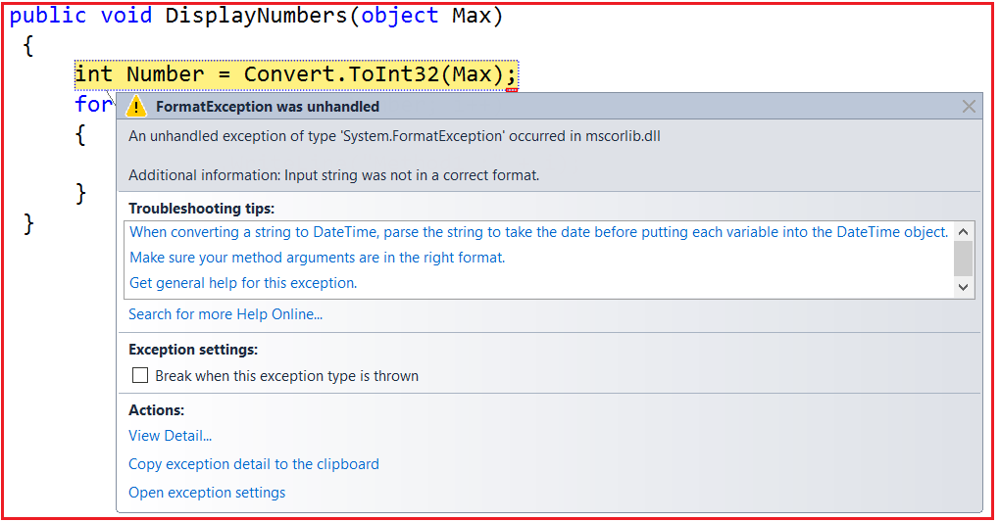 public void DisplayNumbers(object Max)
{
int Number = Convert.ToInt32(Max);
for
{
}
}
FormatException was unhandled
An unhandled exception of type 'System.FormatException' occurred in mscorlib.dll
Additional information: Input string was not in a correct format.
Troubleshooting tips:
When converting a string to DateTime, parse the string to take the date before putting each variable into the DateTime object.
Make sure your method arguments are in the right format.
Get general help for this exception.
Search for more Help Online...
Exception settings:
Break when this exception type is thrown
Actions:
View Detail...
Copy exception detail to the clipboard
Open exception settings